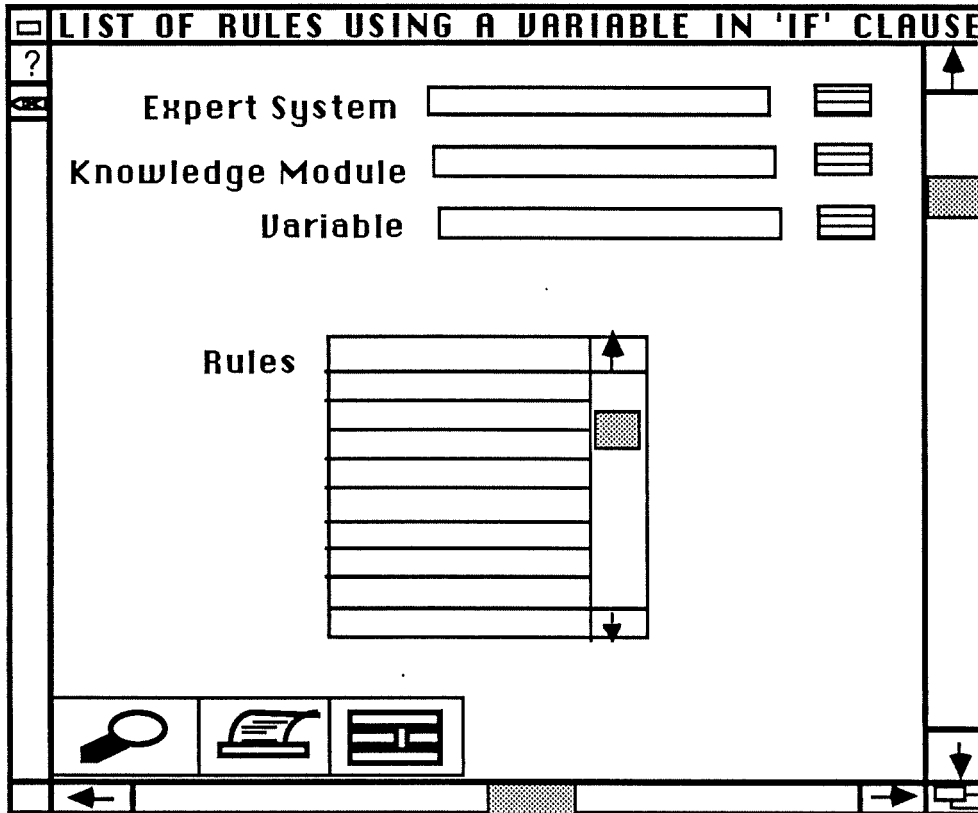 LIST OF RULES USING A VARIABLE IN 'IF' CLAUSE
?
Expert System
Knowledge Module
Variable
Rules